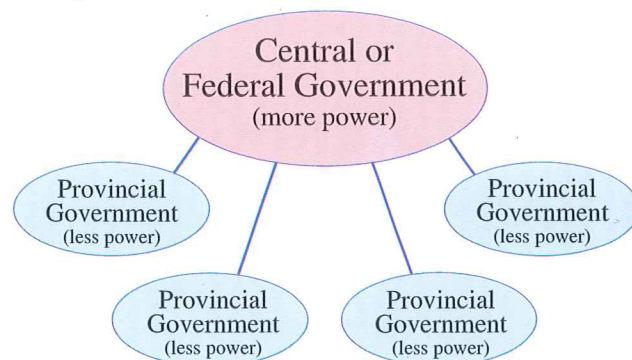 Central or
Federal Government
(more power)
Provincial
Government
(less power)
Provincial
Government
(less power)
Provincial
Government
(less power)
Provincial
Government
(less power)